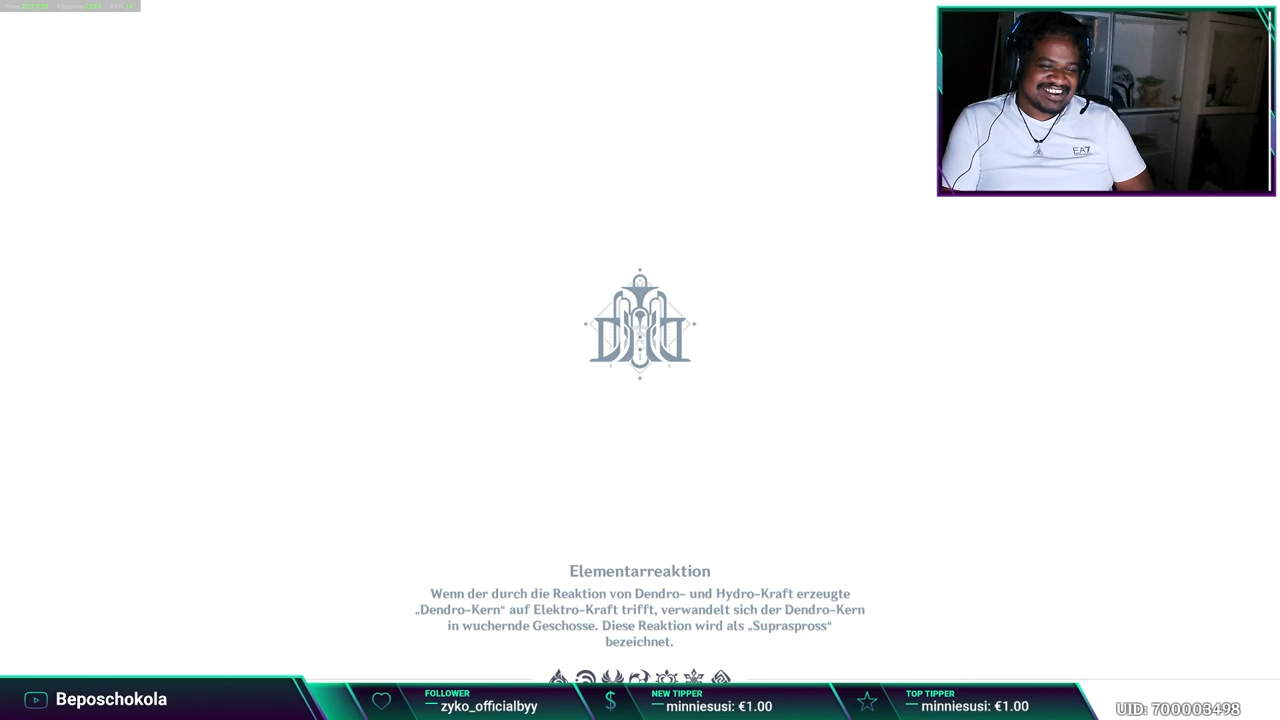 EA7
Elementarreaktion
Wenn der durch die Reaktion von Dendro- und Hydro-Kraft erzeugte
„Dendro-Kern“ auf Elektro-Kraft trifft, verwandelt sich der Dendro-Kern
in wuchernde Geschosse. Diese Reaktion wird als „Supraspross“
bezeichnet.
Beposchokola
FOLLOWER
zyko_officialbyy
$
NEW TIPPER
minniesusi: €1.00
TOP TIPPER
minniesusi: €1.00
UID: 700003498